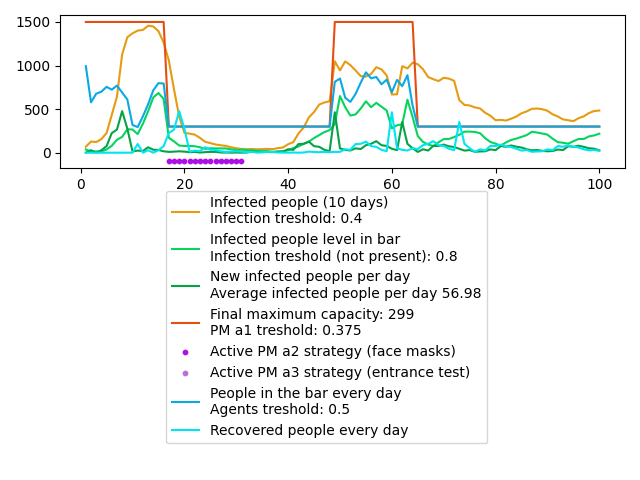 1500
1000
500
0
0 20 40 60 80 100
Infected people (10 days)
Infection treshold: 0.4
Infected people level in bar
Infection treshold (not present): 0.8
New infected people per day
Average infected people per day 56.98
Final maximum capacity: 299
PM a1 treshold: 0.375
Active PM a2 strategy (face masks)
Active PM a3 strategy (entrance test)
People in the bar every day
Agents treshold: 0.5
Recovered people every day